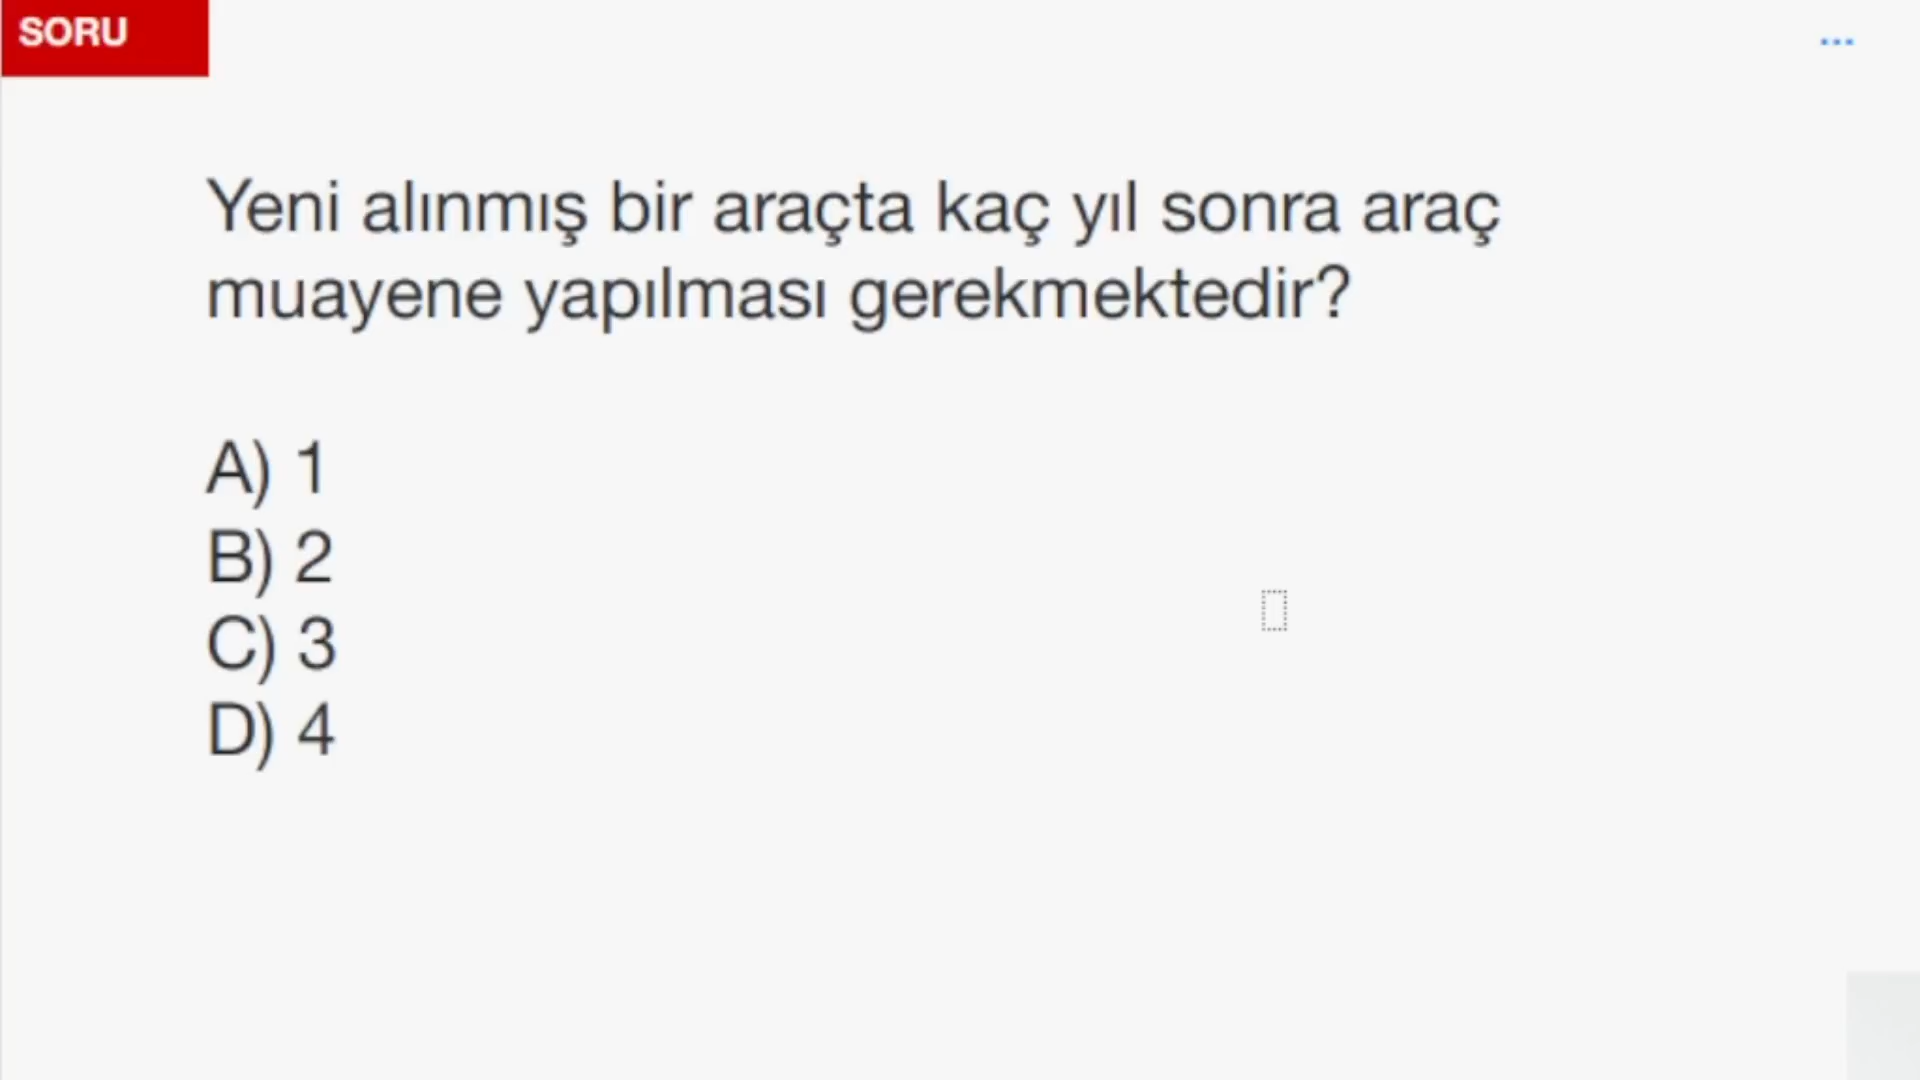 SORU
Yeni alınmış bir araçta kaç yıl sonra araç
muayene yapılması gerekmektedir?
A) 1
B) 2
C) 3
D) 4